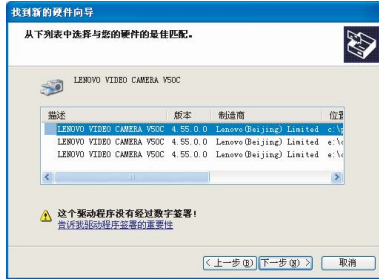 找到新的硬件向导
从下列表中选择与您的硬件的最佳匹配。
LENOVO VIDEO CAMERA V50C
描述 版本 制造商 位置
LENOVO VIDEO CAMERA V50C 4.55.0.0 Lenovo(Beijing) Limited e:\
LENOVO VIDEO CAMERA V50C 4.55.0.0 Lenovo(Beijing) Limited e:\
LENOVO VIDEO CAMERA V50C 4.55.0.0 Lenovo(Beijing) Limited e:\
这个驱动程序没有经过数字签署!
告诉我驱动程序签署的重要性
<上一步(B) 下一步(N)> 取消